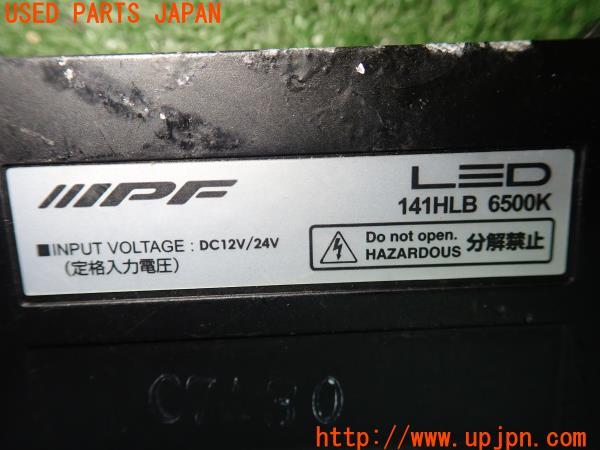 USED PARTS JAPAN
IPF
LED
141HLB 6500K
■INPUT VOLTAGE : DC12V/24V
(定格入力電圧)
Do not open.
HAZARDOUS
分解禁止
http://www.upjpn.com